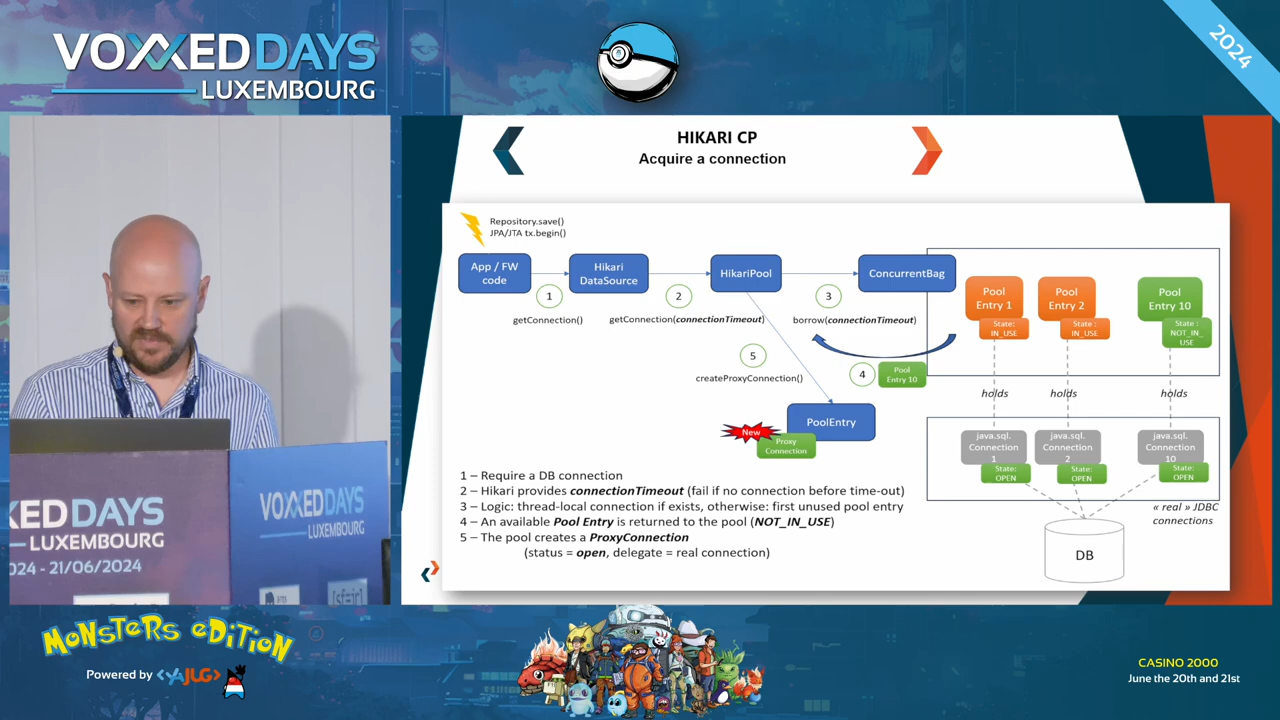 VOXXEDDAYS
LUXEMBOURG
2024
HIKARI CP
Acquire a connection
Repository.save()
JPA/JTA tx.begin()
App / FW
code
Hikari
DataSource
HikariPool
ConcurrentBag
1
2
3
getConnection()
getConnection(connectionTimeout)
borrow(connectionTimeout)
Pool
Entry 1
State:
IN_USE
Pool
Entry 2
State :
IN_USE
Pool
Entry 10
State :
NOT_IN_
USE
5
createProxyConnection()
4
Pool
Entry 10
holds
holds
holds
PoolEntry
New
Proxy
Connection
java.sql.
Connection
1
State:
OPEN
java.sql.
Connection
2
State:
OPEN
java.sql.
Connection
10
State:
OPEN
« real » JDBC
connections
DB
1 – Require a DB connection
2 – Hikari provides connectionTimeout (fail if no connection before time-out)
3 – Logic: thread-local connection if exists, otherwise: first unused pool entry
4 – An available Pool Entry is returned to the pool (NOT_IN_USE)
5 – The pool creates a ProxyConnection
(status = open, delegate = real connection)
XED DAYS
LUXEMBOURG
024 - 21/06/2024
VOXXEDDAYS
LUXEMBOURG
[sfeir]
MONSTERS EDITION
Powered by <YAJUG>
CASINO 2000
June the 20th and 21st